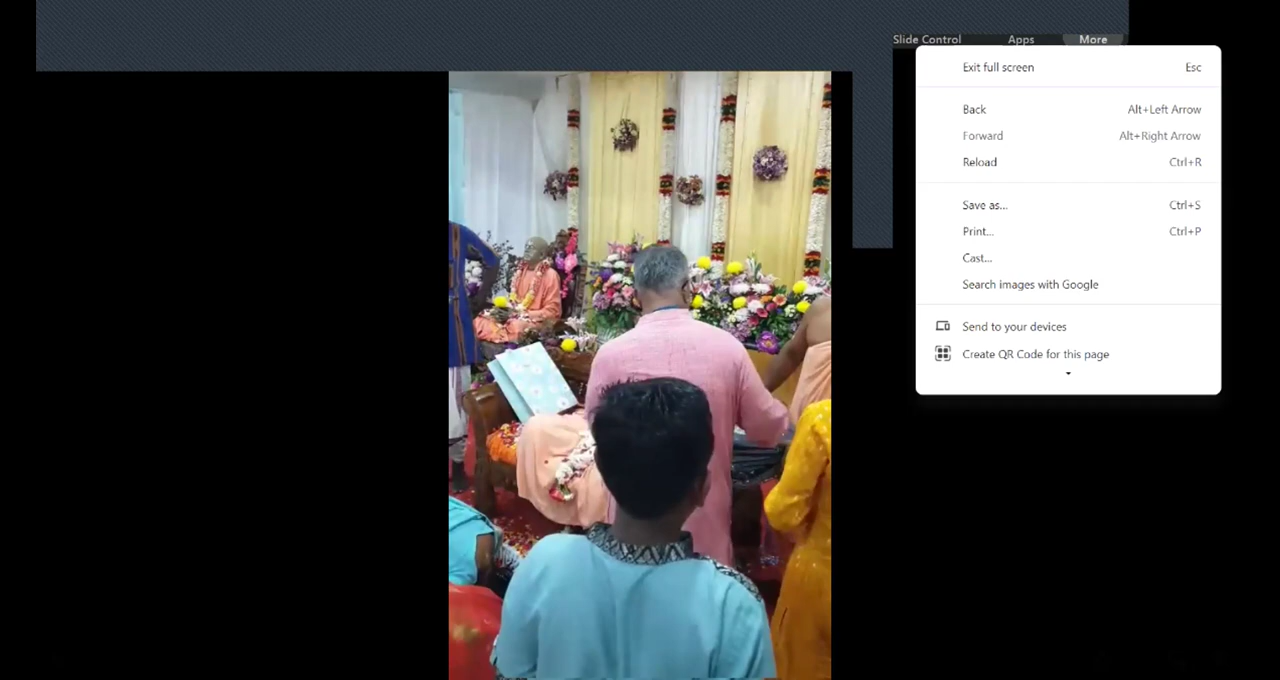 Slide Control Apps More
Exit full screen Esc
Back Alt+Left Arrow
Forward Alt+Right Arrow
Reload Ctrl+R
Save as... Ctrl+S
Print... Ctrl+P
Cast...
Search images with Google
Send to your devices
Create QR Code for this page